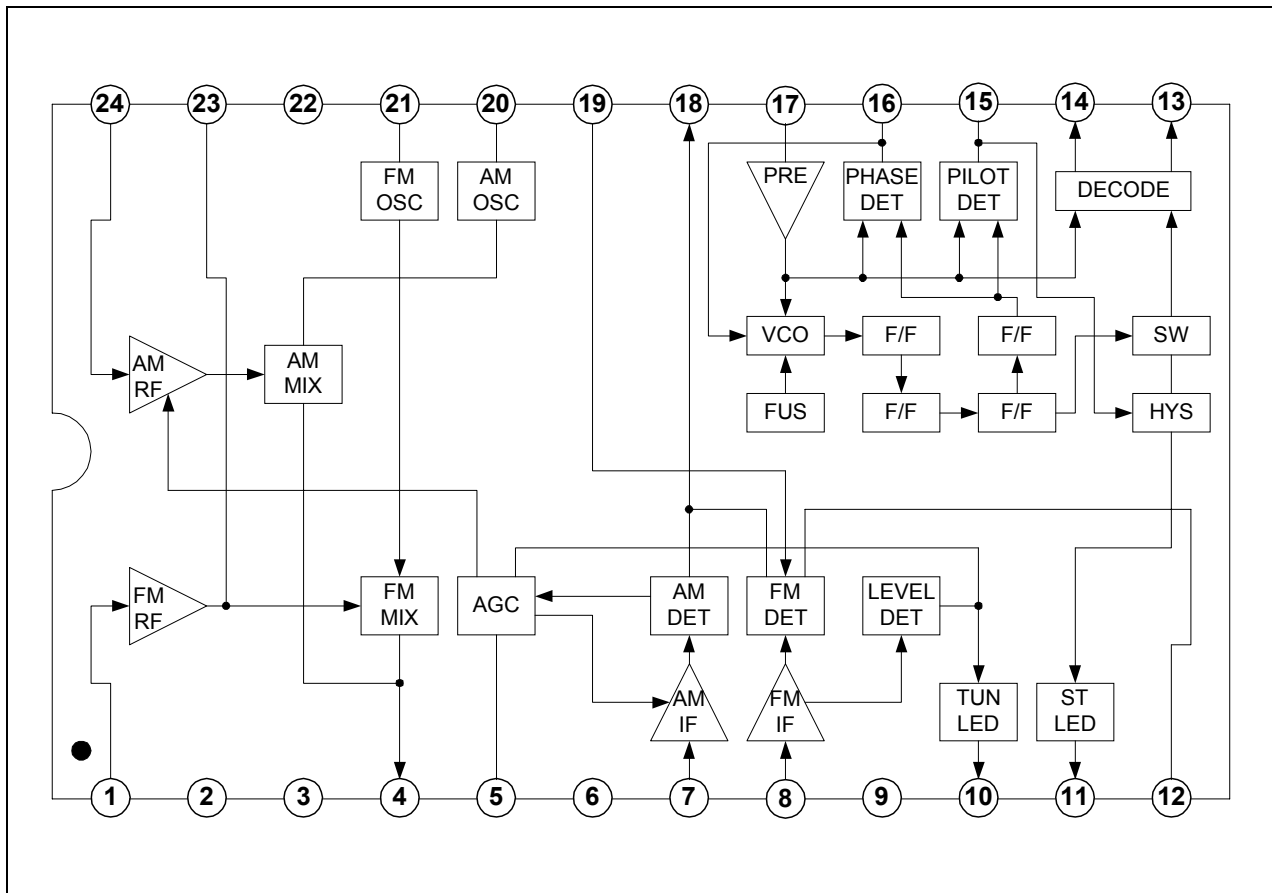 24 23 22 21 20 19 18 17 16 15 14 13
FM
OSC
AM
OSC
PRE
PHASE
DET
PILOT
DET
DECODE
AM
RF
AM
MIX
VCO
F/F
F/F
SW
FUS
F/F
F/F
HYS
FM
RF
FM
MIX
AGC
AM
DET
FM
DET
LEVEL
DET
AM
IF
FM
IF
TUN
LED
ST
LED
1 2 3 4 5 6 7 8 9 10 11 12